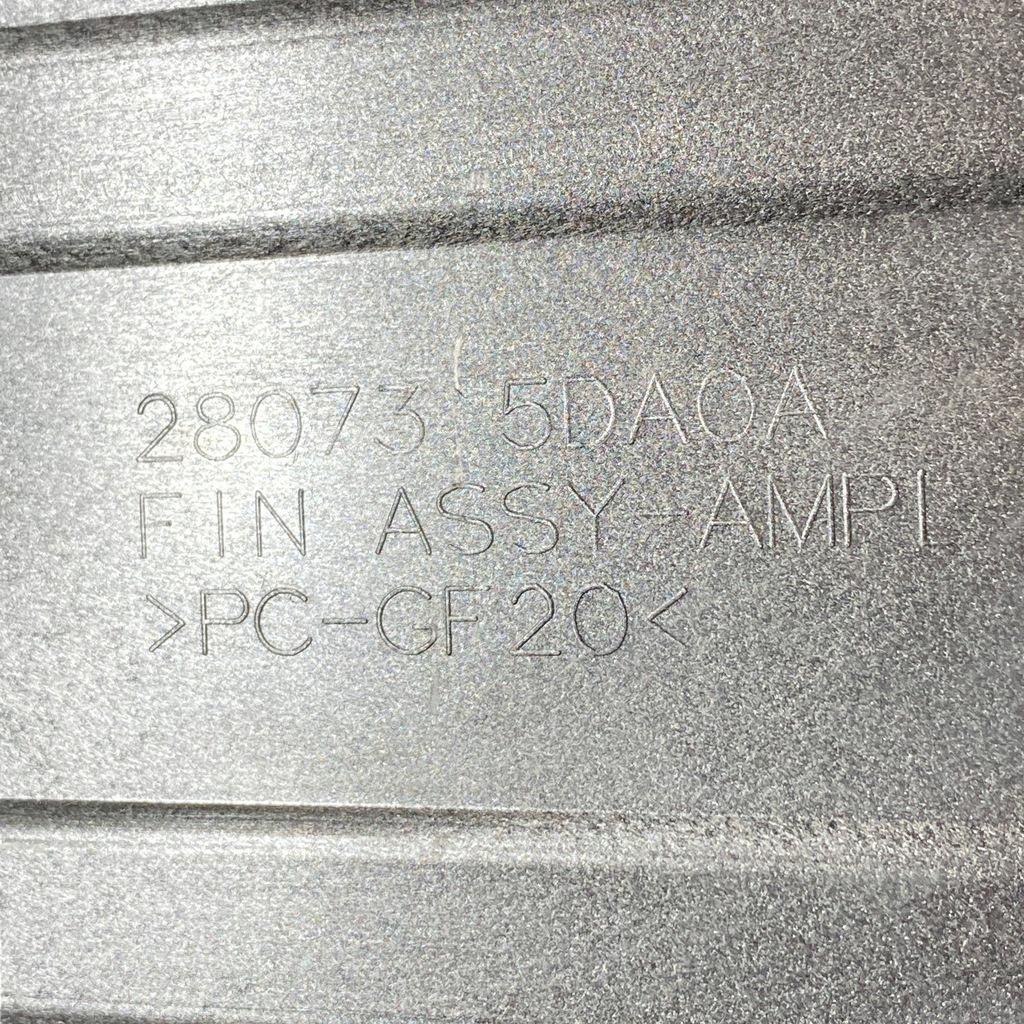 28073 5DA0A
FIN ASSY-AMPL
>PC-GF20<